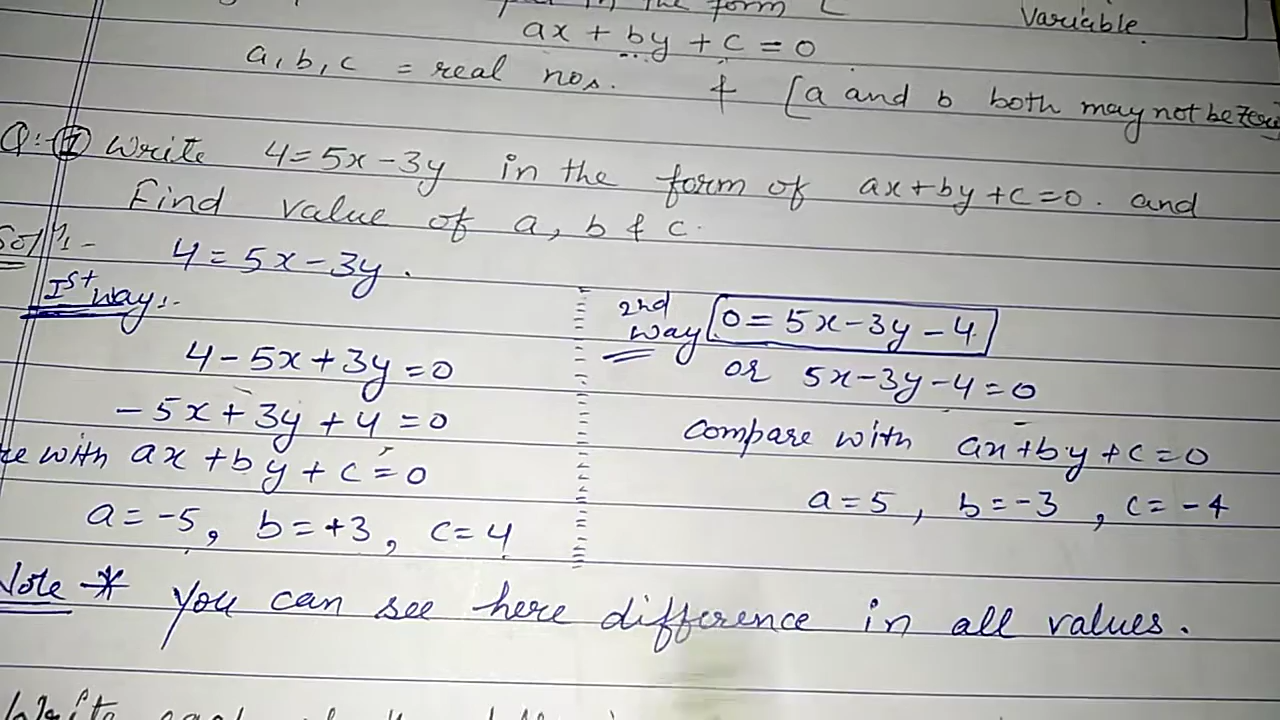 in the form
Variable
ax + by + c = 0
a, b, c = real nos. & [a and b both may not be zero]
Q:- (1) Write 4=5x-3y in the form of ax+by+c=0. and
Find value of a, b & c.
Sol^n:- 4=5x-3y.
Ist way:-
4-5x+3y=0
-5x+3y+4=0
with ax+by+c=0
a=-5, b=+3, c=4
2nd way 0=5x-3y-4
or 5x-3y-4=0
Compare with ax+by+c=0
a=5, b=-3, c=-4
Note * You can see here difference in all values.
Write